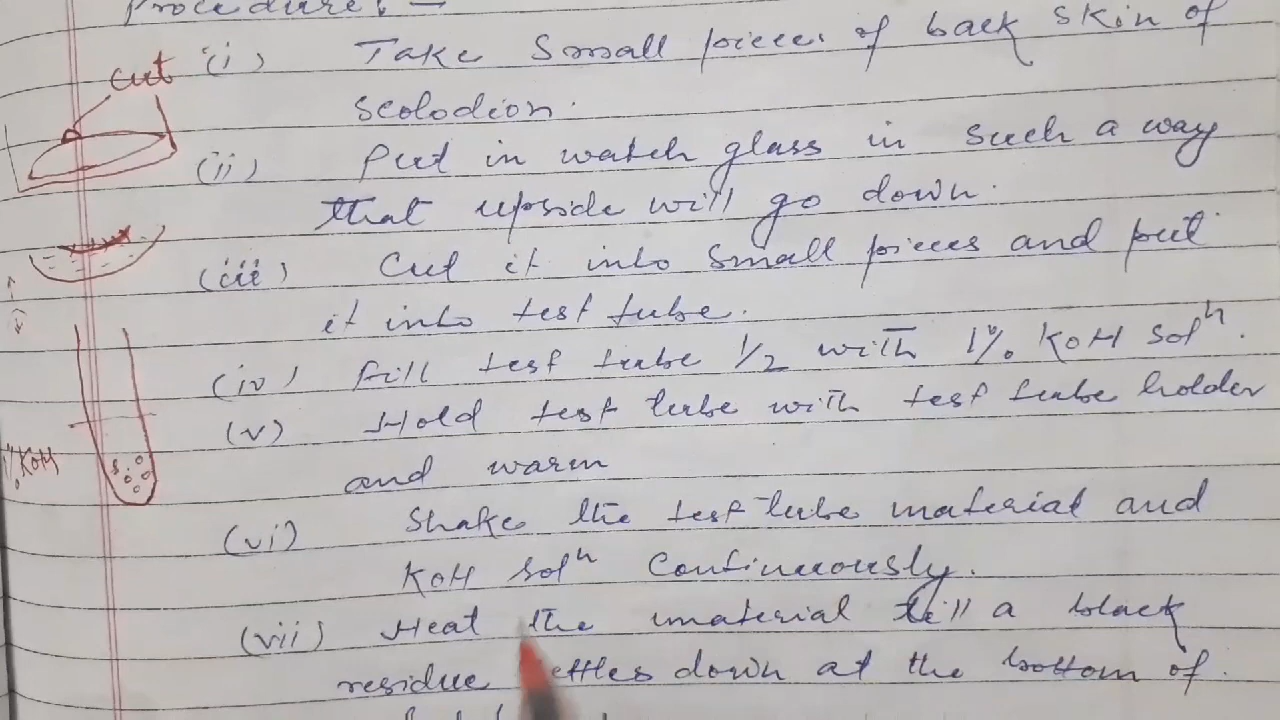 Procedure: -
cut (i) Take small pieces of back skin of
scolodion.
(ii) Put in watch glass in such a way
that upside will go down.
(iii) Cut it into small pieces and put
it into test tube.
(iv) fill test tube 1/2 with 1% KOH solⁿ.
(v) Hold test tube with test tube holder
% KOH
and warm
(vi) Shake the test tube material and
KOH solⁿ continuously.
(vii) Heat the material till a black
residue settles down at the bottom of